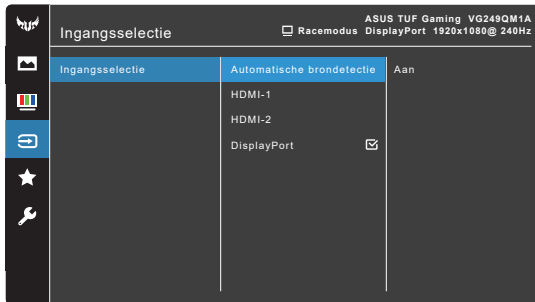 ASUS TUF Gaming VG249QM1A
Ingangsselectie
Racemodus DisplayPort 1920x1080@ 240Hz
Ingangsselectie Automatische brondetectie Aan
HDMI-1
HDMI-2
DisplayPort